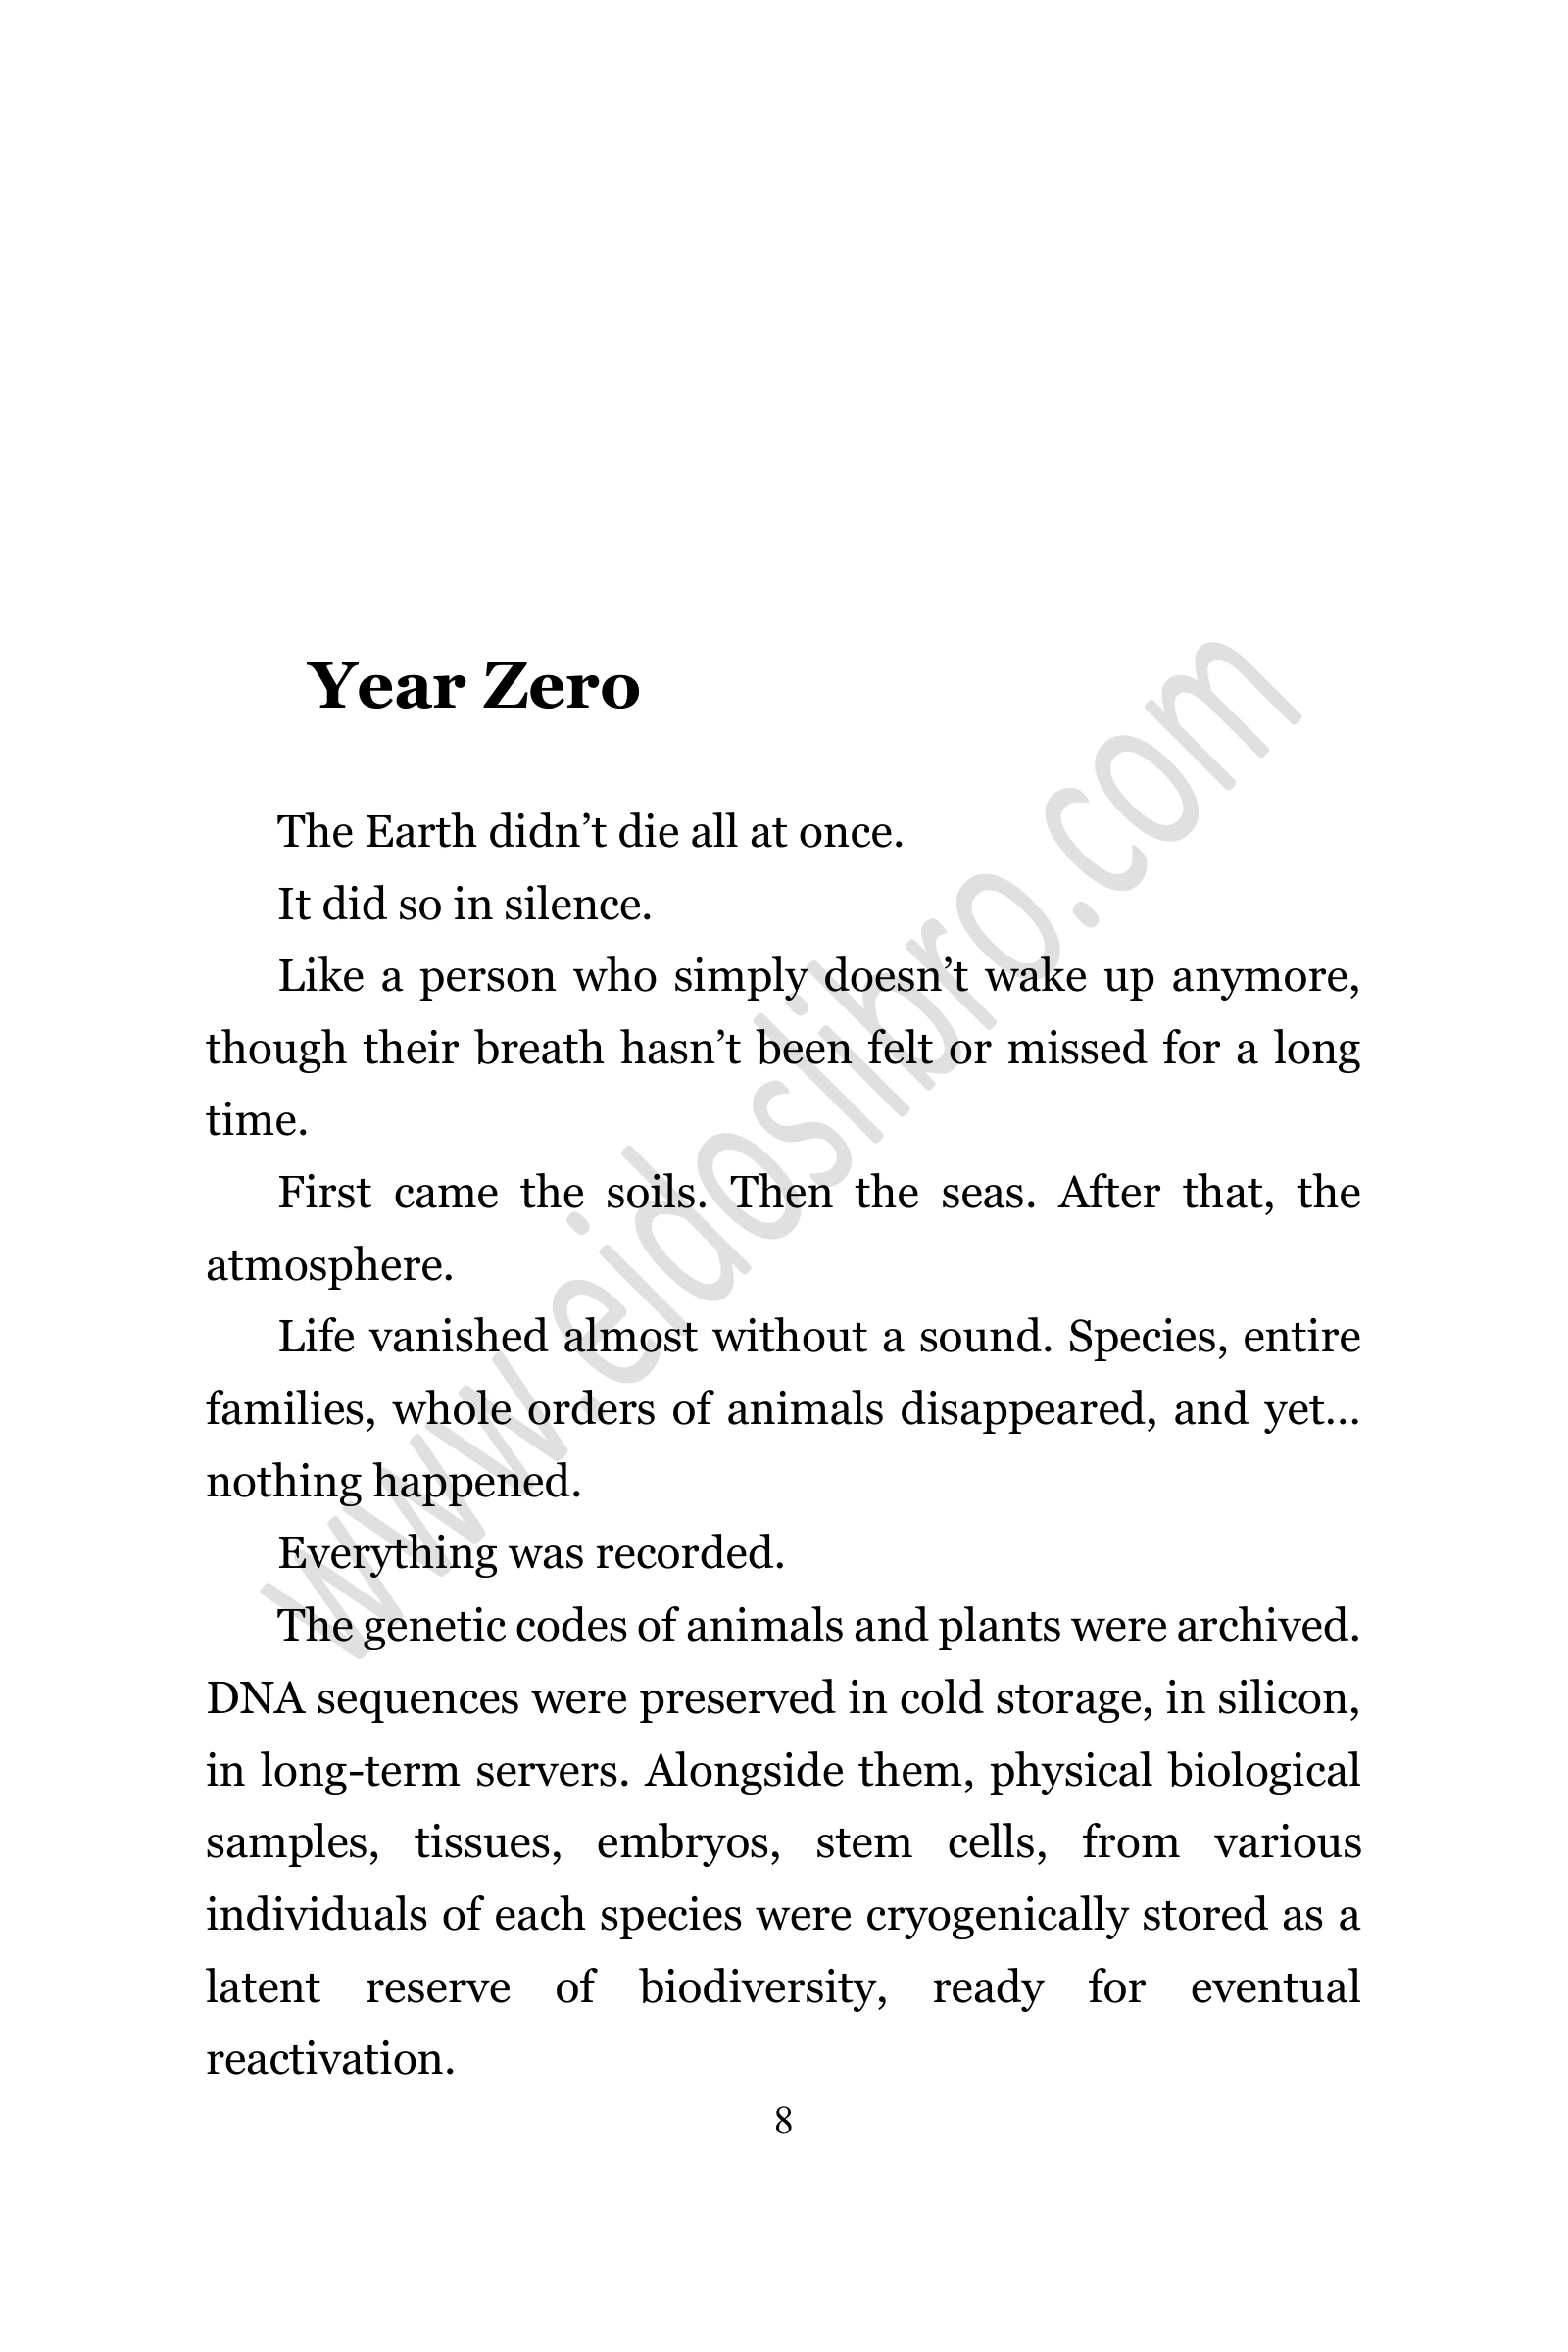 Year Zero
The Earth didn’t die all at once.
It did so in silence.
Like a person who simply doesn’t wake up anymore,
though their breath hasn’t been felt or missed for a long
time.
First came the soils. Then the seas. After that, the
atmosphere.
Life vanished almost without a sound. Species, entire
families, whole orders of animals disappeared, and yet…
nothing happened.
Everything was recorded.
The genetic codes of animals and plants were archived.
DNA sequences were preserved in cold storage, in silicon,
in long-term servers. Alongside them, physical biological
samples, tissues, embryos, stem cells, from various
individuals of each species were cryogenically stored as a
latent reserve of biodiversity, ready for eventual
reactivation.
8
www.eidoslibro.com